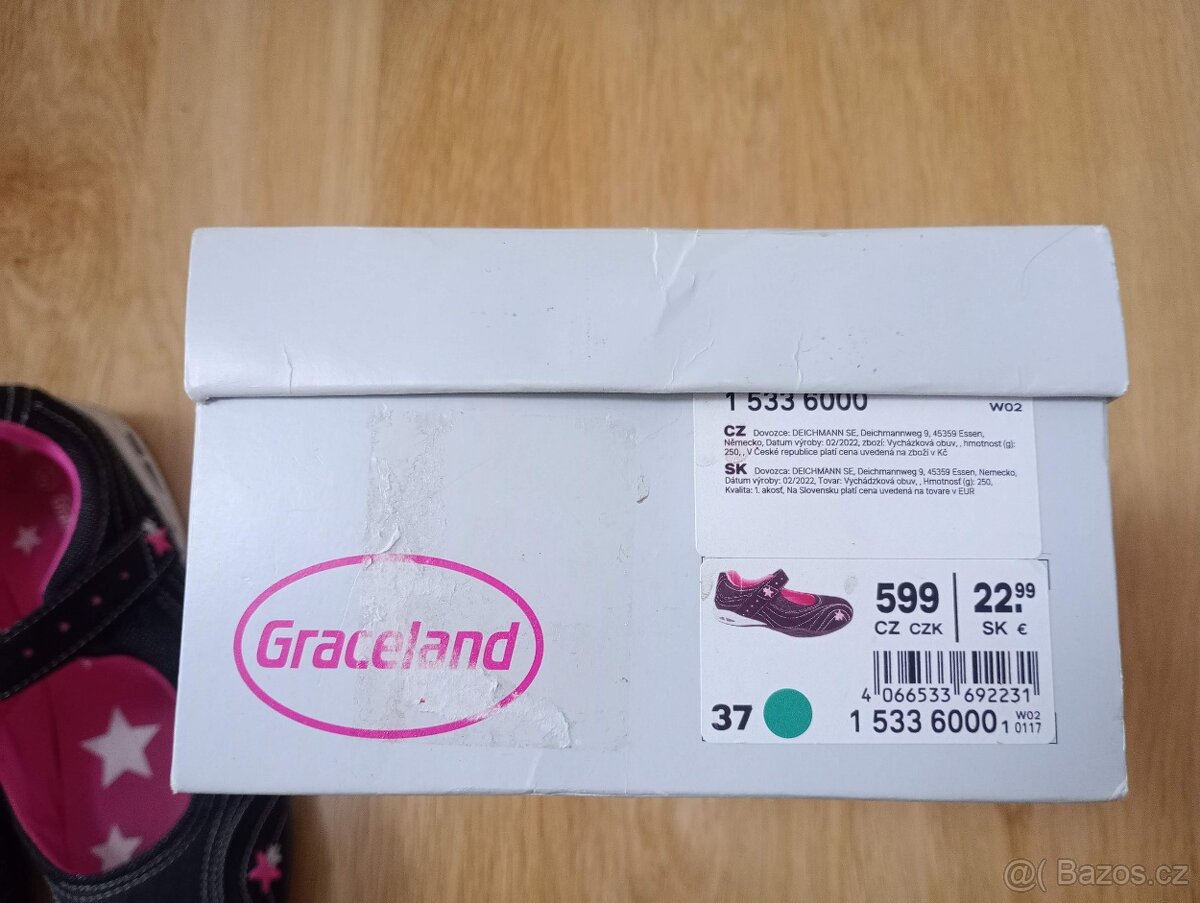 1 533 6000
W02
CZ Dovozce: DEICHMANN SE, Deichmannweg 9, 45359 Essen,
Německo, Datum výroby: 02/2022, zboží: Vycházková obuv, , hmotnost (g):
250, , V České republice platí cena uvedená na zboží v Kč
SK Dovozca: DEICHMANN SE, Deichmannweg 9, 45359 Essen, Nemecko,
Dátum výroby: 02/2022, Tovar: Vychádzková obuv, , Hmotnosť (g): 250,
Kvalita: 1. akosť, Na Slovensku platí cena uvedená na tovare v EUR
Graceland
599
CZ CZK
22.99
SK €
4 066533 692231
37
1 533 6000 1
W02
0117
@( Bazos.cz